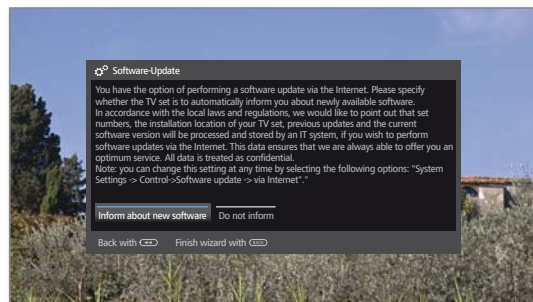 Software-Update
You have the option of performing a software update via the Internet. Please specify
whether the TV set is to automatically inform you about newly available software.
In accordance with the local laws and regulations, we would like to point out that set
numbers, the installation location of your TV set, previous updates and the current
software version will be processed and stored by an IT system, if you wish to perform
software updates via the Internet. This data ensures that we are always able to offer you an
optimum service. All data is treated as confidential.
Note: you can change this setting at any time by selecting the following options: "System
Settings -> Control->Software update -> via Internet"."
Inform about new software Do not inform
Back with Finish wizard with BACK